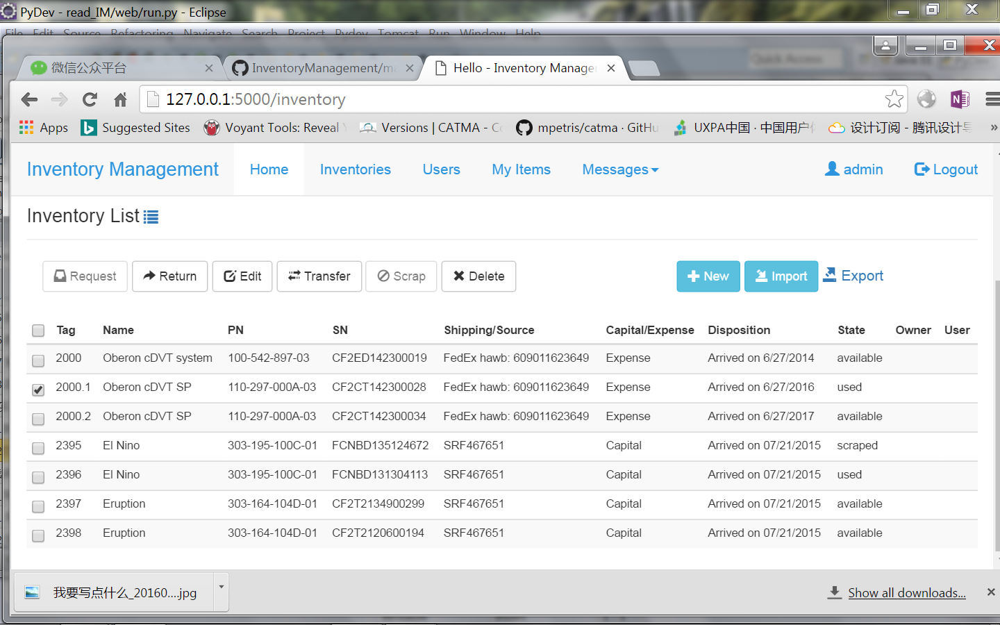 PyDev - read_IM/web/run.py - Eclipse
File Edit Source Refactoring Navigate Search Project Pydev Tomcat Run Window Help
Quick Access
微信公众平台
InventoryManagement/m
Hello - Inventory Manage
127.0.0.1:5000/inventory
Apps Suggested Sites Voyant Tools: Reveal Versions | CATMA - mpetris/catma · GitHu UXPA中国 · 中国用户 设计订阅 - 腾讯设计 »
Inventory Management Home Inventories Users My Items Messages admin Logout
Inventory List
Request Return Edit Transfer Scrap Delete New Import Export
Tag Name PN SN Shipping/Source Capital/Expense Disposition State Owner User
2000 Oberon cDVT system 100-542-897-03 CF2ED142300019 FedEx hawb: 609011623649 Expense Arrived on 6/27/2014 available
2000.1 Oberon cDVT SP 110-297-000A-03 CF2CT142300028 FedEx hawb: 609011623649 Expense Arrived on 6/27/2016 used
2000.2 Oberon cDVT SP 110-297-000A-03 CF2CT142300034 FedEx hawb: 609011623649 Expense Arrived on 6/27/2017 available
2395 El Nino 303-195-100C-01 FCNBD135124672 SRF467651 Capital Arrived on 07/21/2015 scraped
2396 El Nino 303-195-100C-01 FCNBD131304113 SRF467651 Capital Arrived on 07/21/2015 used
2397 Eruption 303-164-104D-01 CF2T2134900299 SRF467651 Capital Arrived on 07/21/2015 available
2398 Eruption 303-164-104D-01 CF2T2120600194 SRF467651 Capital Arrived on 07/21/2015 available
我要写点什么_20160....jpg
Show all downloads...